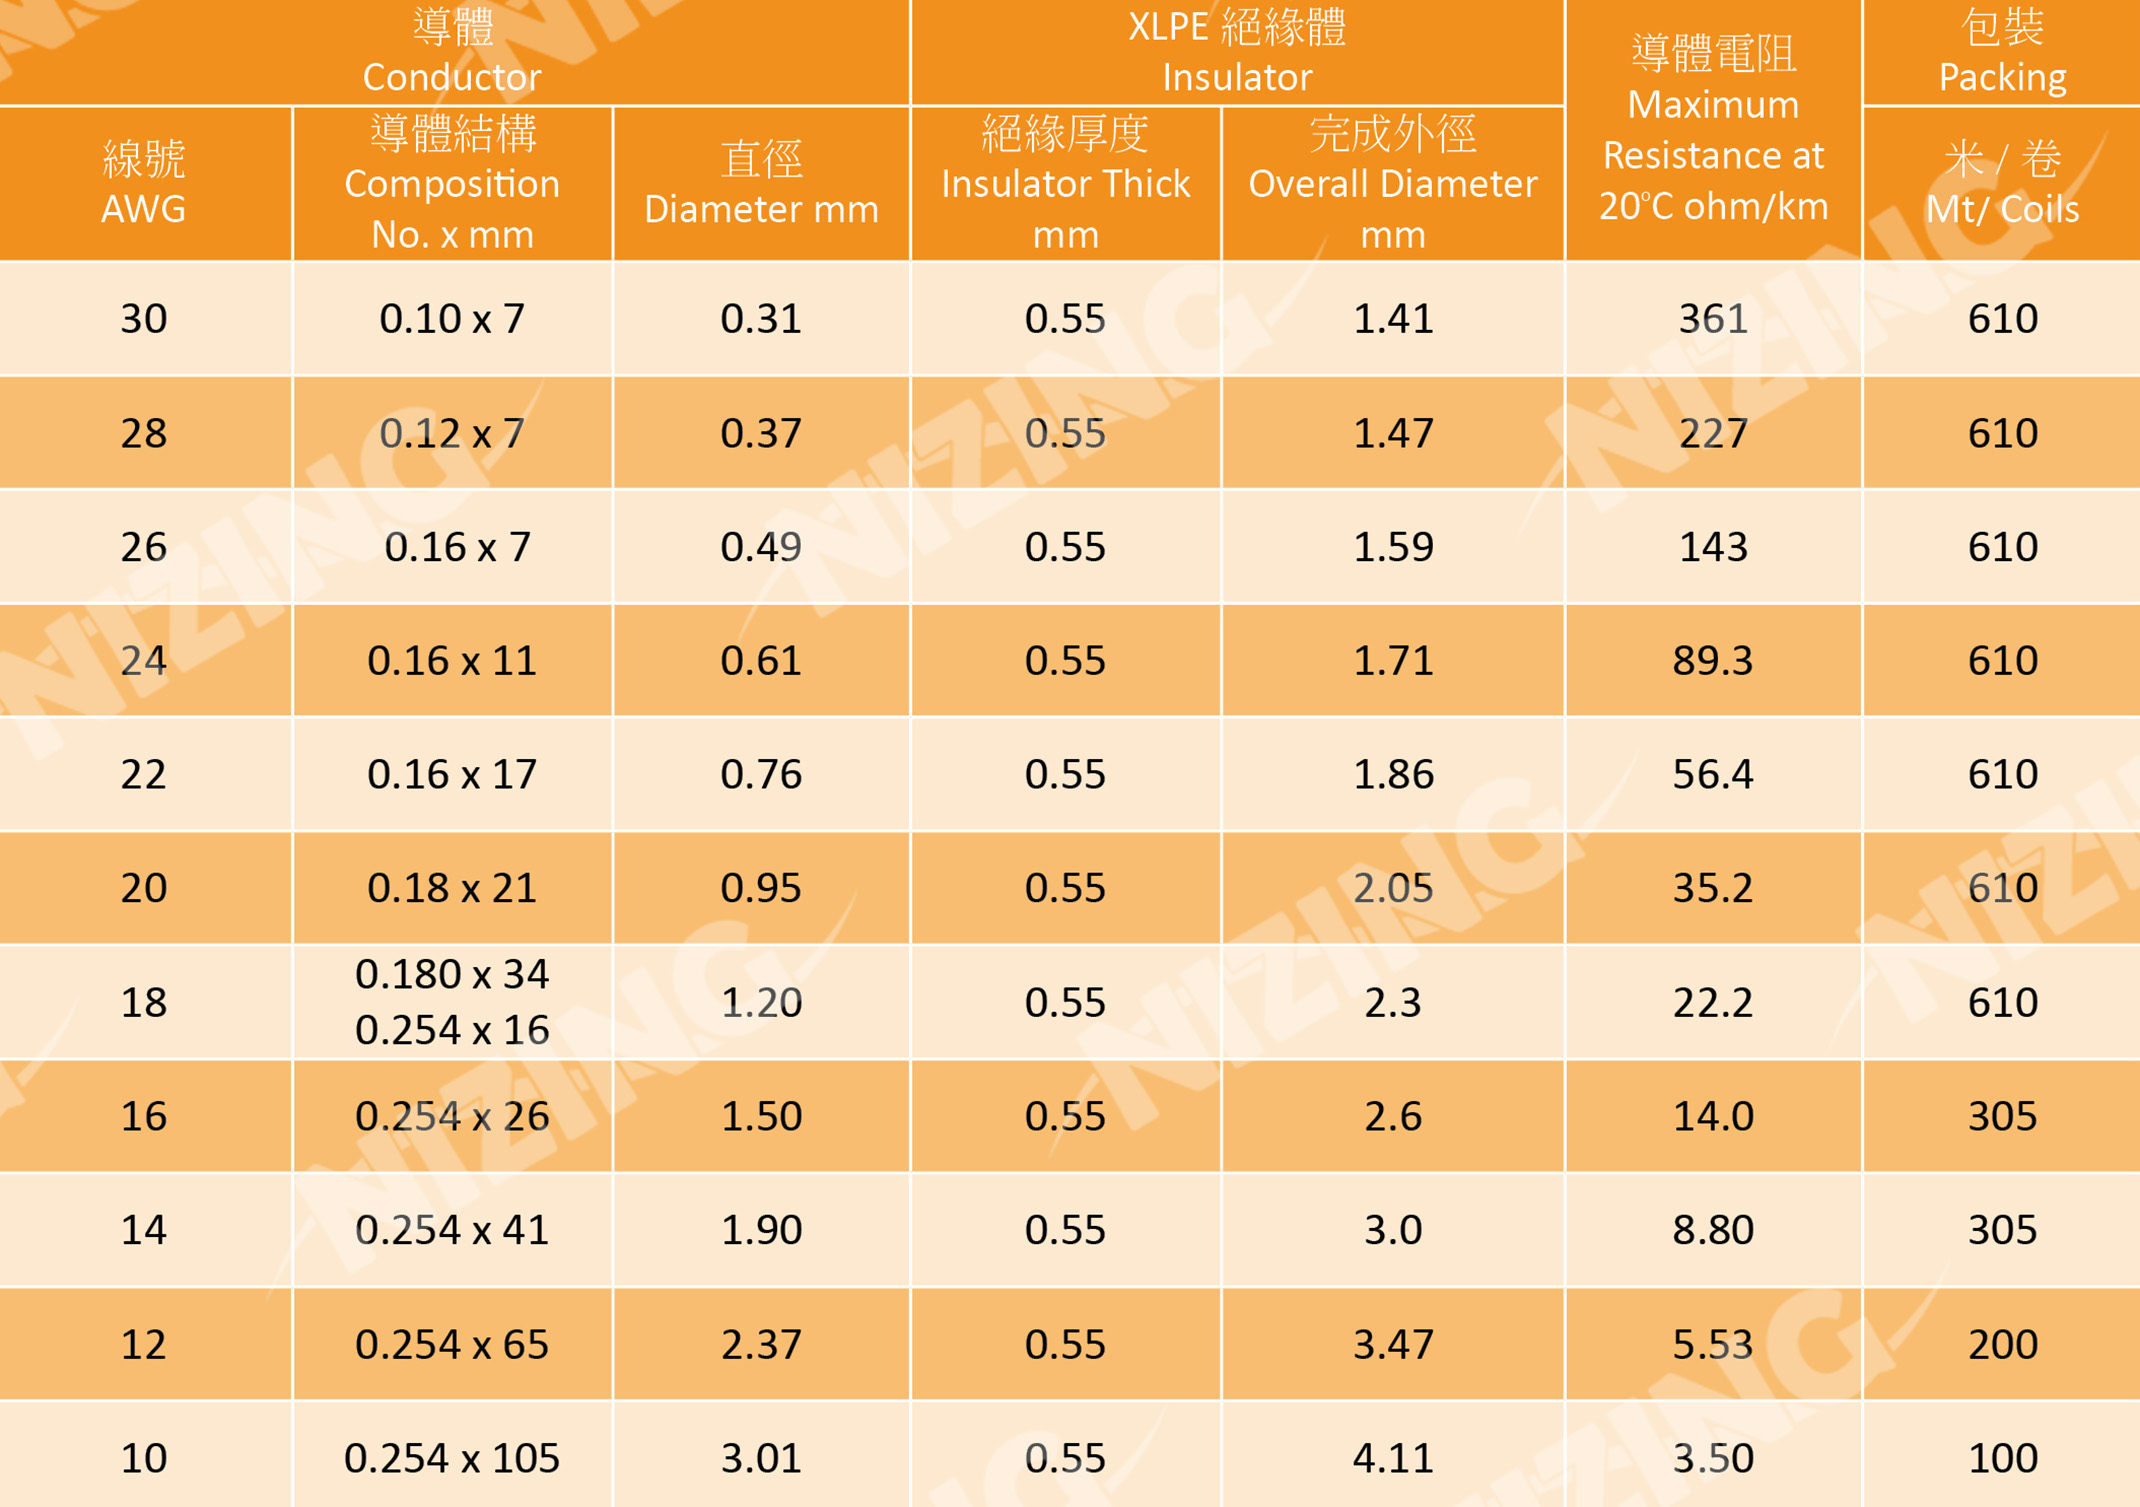 導體
Conductor
XLPE 絕緣體
Insulator
導體電阻
Maximum
Resistance at
20°C ohm/km
包裝
Packing
線號
AWG
導體結構
Composition
No. x mm
直徑
Diameter mm
絕緣厚度
Insulator Thick
mm
完成外徑
Overall Diameter
mm
米 / 卷
Mt/ Coils
30 0.10 x 7 0.31 0.55 1.41 361 610
28 0.12 x 7 0.37 0.55 1.47 227 610
26 0.16 x 7 0.49 0.55 1.59 143 610
24 0.16 x 11 0.61 0.55 1.71 89.3 610
22 0.16 x 17 0.76 0.55 1.86 56.4 610
20 0.18 x 21 0.95 0.55 2.05 35.2 610
18 0.180 x 34 1.20 0.55 2.3 22.2 610
0.254 x 16
16 0.254 x 26 1.50 0.55 2.6 14.0 305
14 0.254 x 41 1.90 0.55 3.0 8.80 305
12 0.254 x 65 2.37 0.55 3.47 5.53 200
10 0.254 x 105 3.01 0.55 4.11 3.50 100
NIZING
NIZING
NIZING
NIZING
NIZING
NIZING